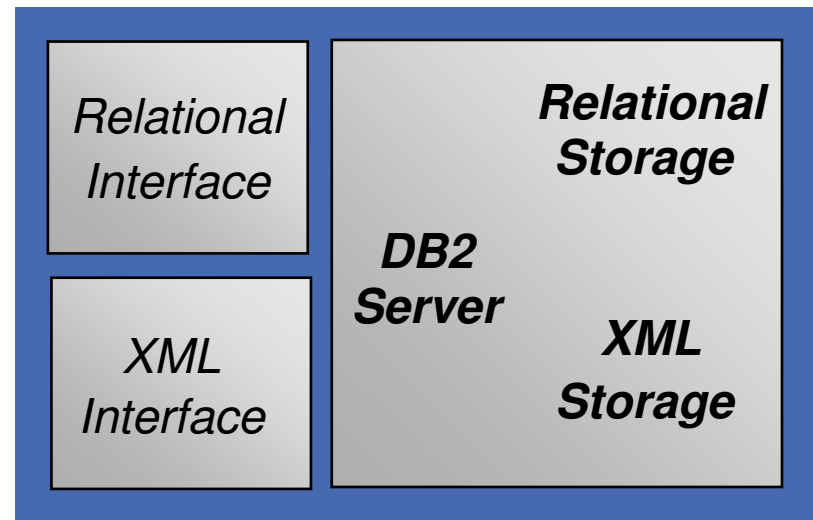 Relational
Interface
XML
Interface
DB2
Server
Relational
Storage
XML
Storage